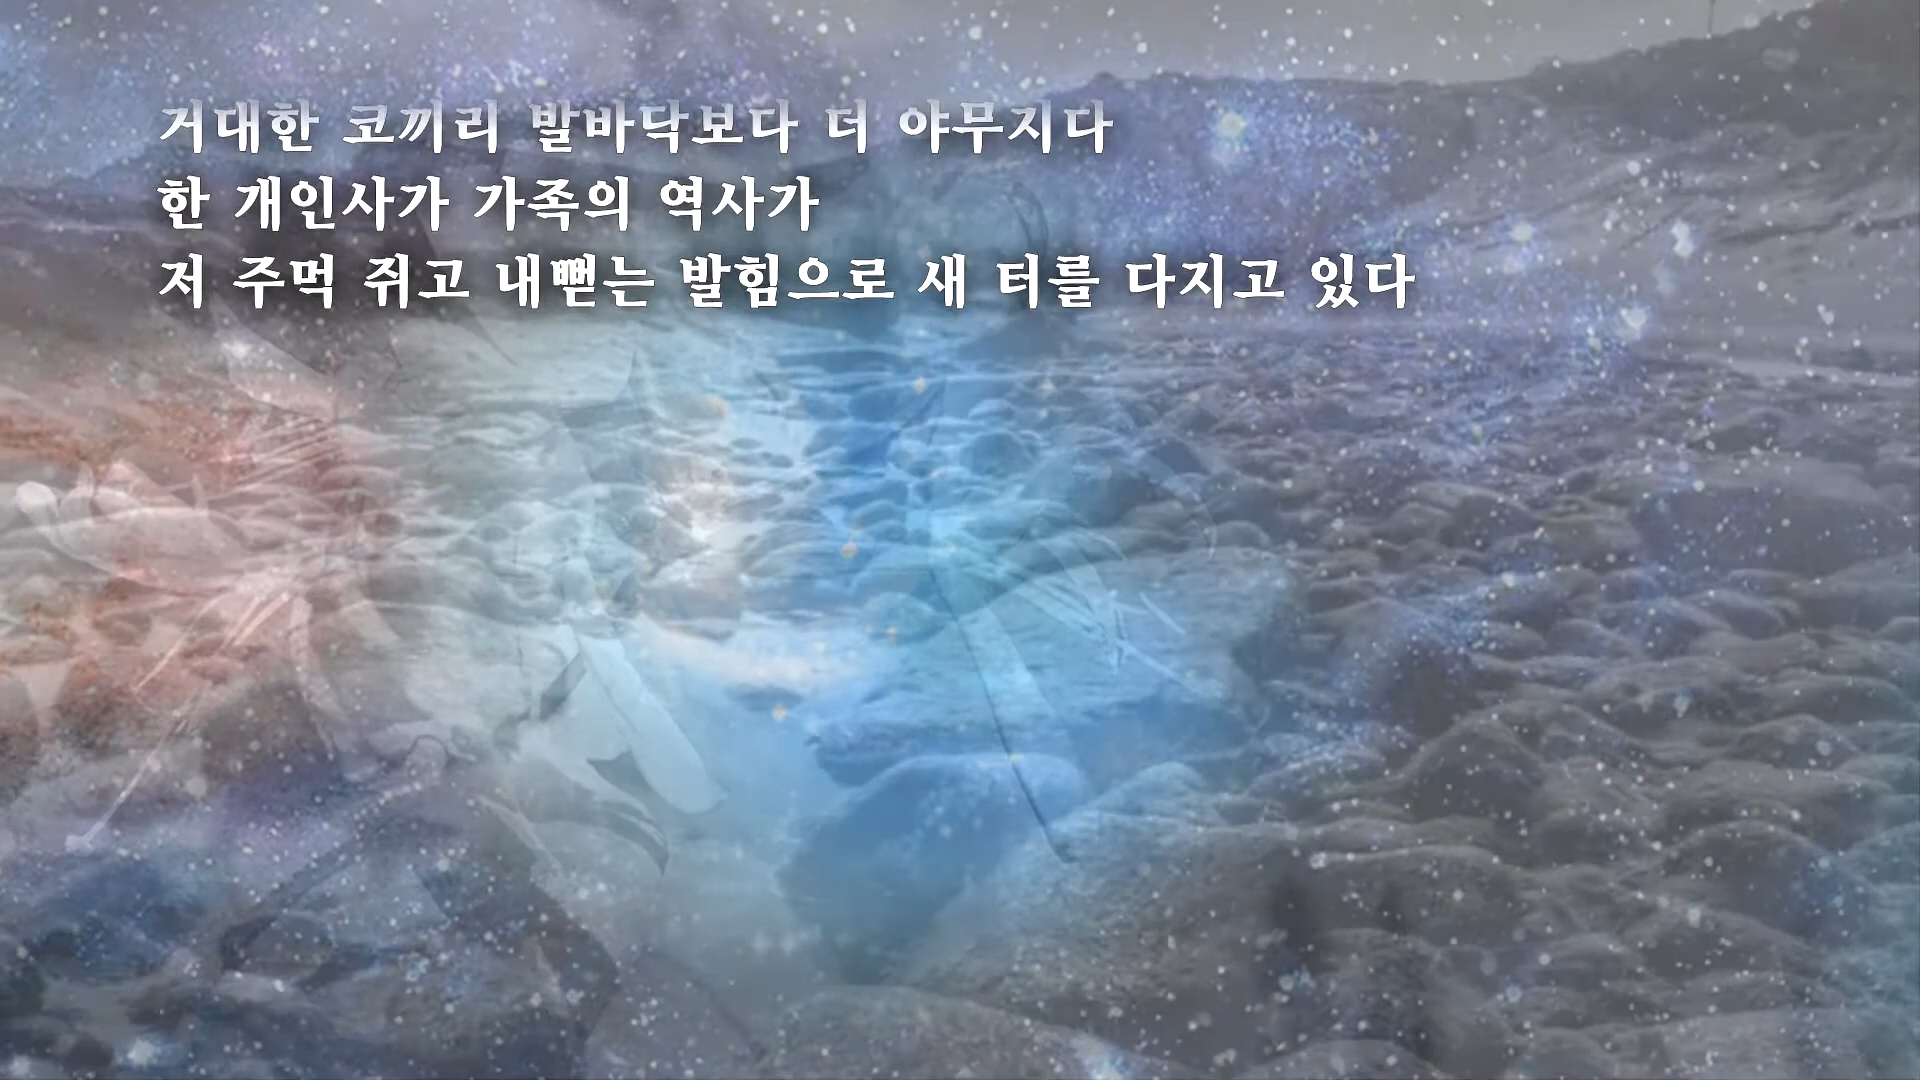 거대한 코끼리 발바닥보다 더 야무지다
한 개인사가 가족의 역사가
저 주먹 쥐고 내뻗는 발힘으로 새 터를 다지고 있다